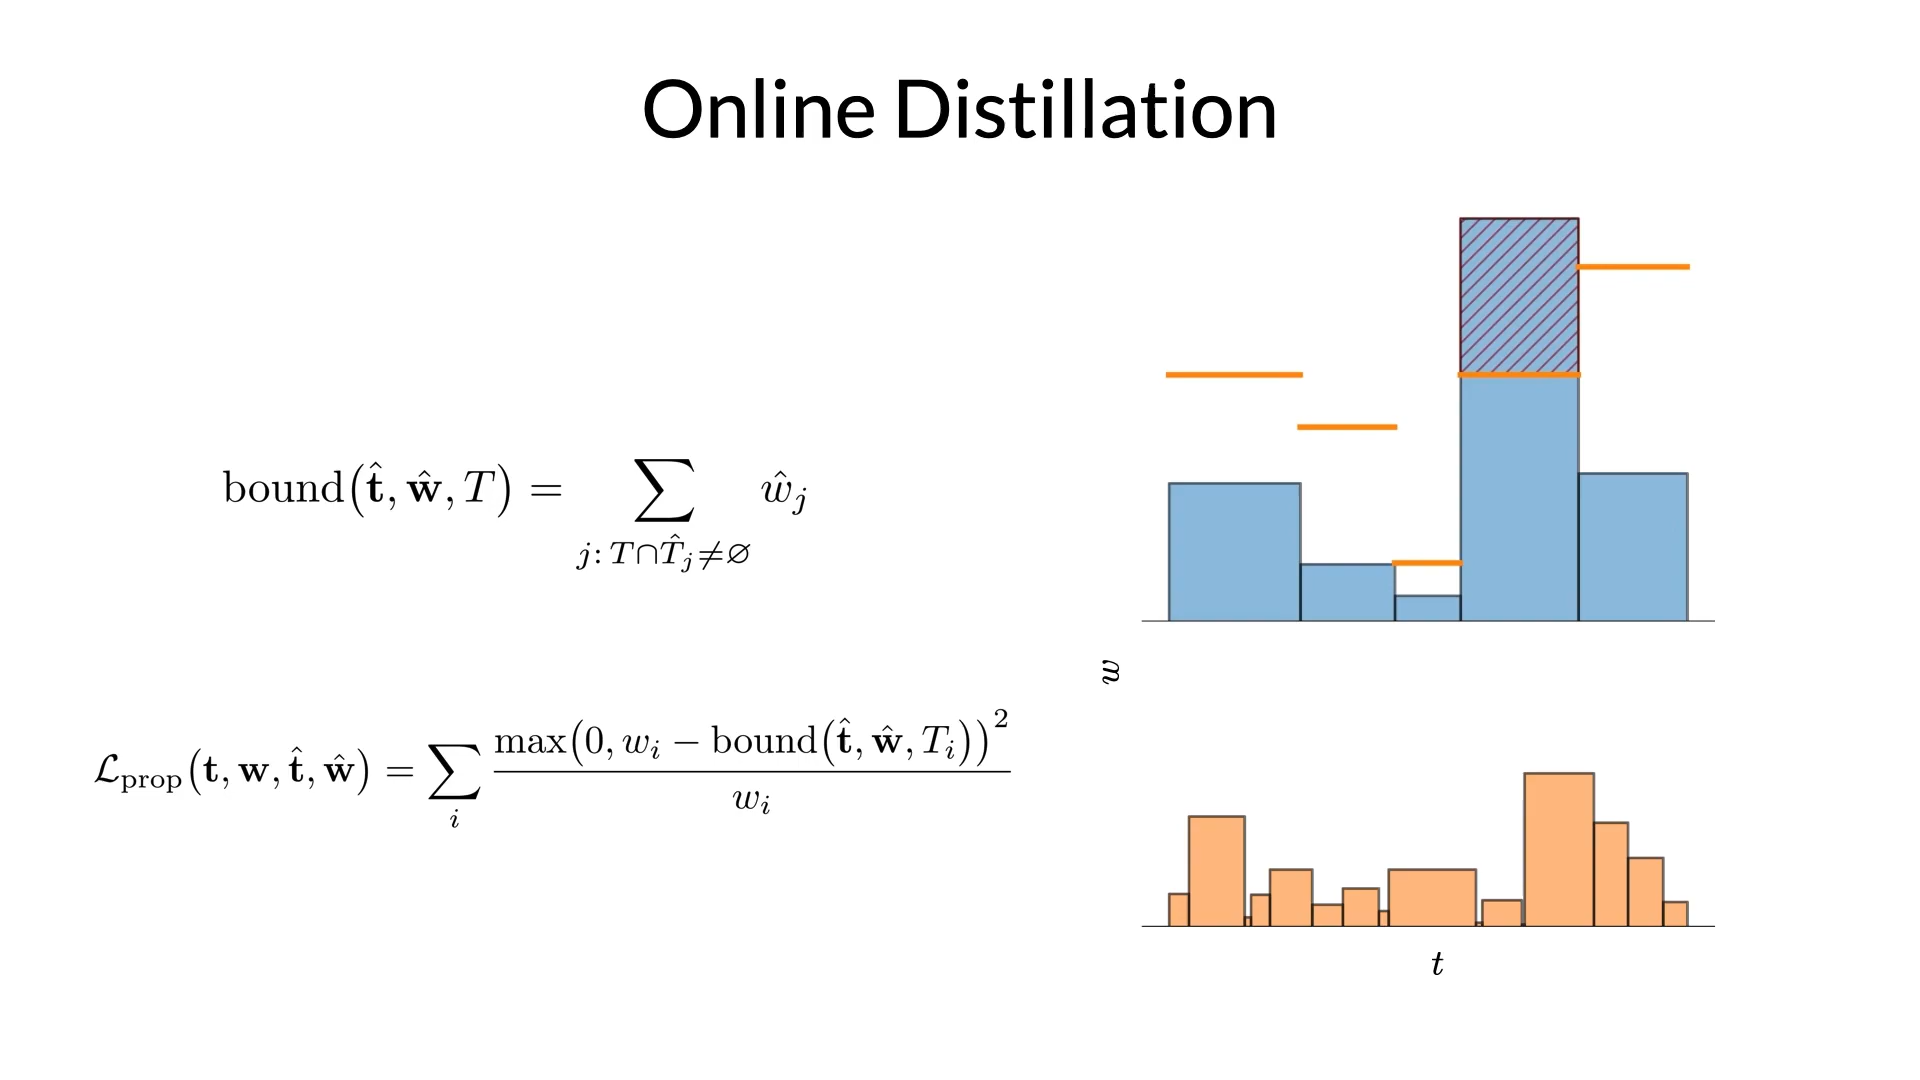 Online Distillation
bound(t̂, ŵ, T) = ∑ ŵ_j
j: T∩T̂_j≠∅
ℒ_prop(t, w, t̂, ŵ) = ∑_i max(0, w_i − bound(t̂, ŵ, T_i))² / w_i
w
t